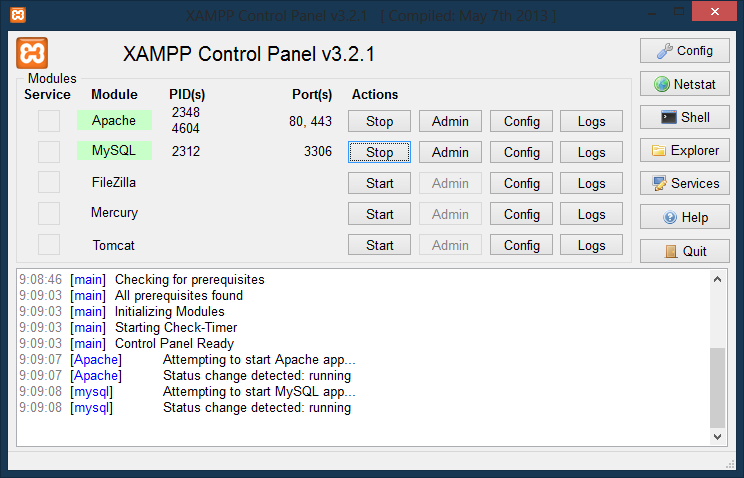 XAMPP Control Panel v3.2.1 [ Compiled: May 7th 2013 ]
XAMPP Control Panel v3.2.1
Config
Modules
Service Module PID(s) Port(s) Actions
Netstat
Apache 2348 4604 80, 443 Stop Admin Config Logs
Shell
MySQL 2312 3306 Stop Admin Config Logs
Explorer
FileZilla Start Admin Config Logs
Services
Mercury Start Admin Config Logs
Help
Tomcat Start Admin Config Logs
Quit
9:08:46 [main] Checking for prerequisites
9:09:03 [main] All prerequisites found
9:09:03 [main] Initializing Modules
9:09:03 [main] Starting Check-Timer
9:09:03 [main] Control Panel Ready
9:09:07 [Apache] Attempting to start Apache app...
9:09:07 [Apache] Status change detected: running
9:09:08 [mysql] Attempting to start MySQL app...
9:09:08 [mysql] Status change detected: running